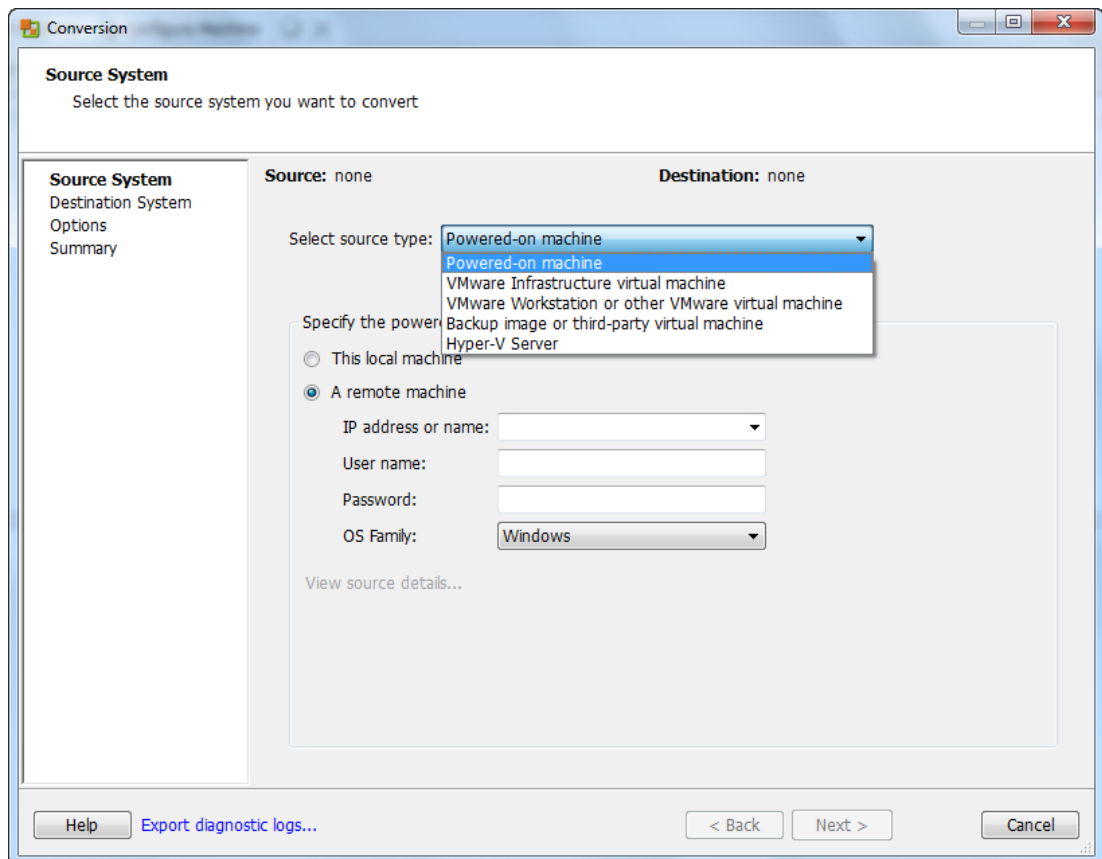 Conversion
Source System
Select the source system you want to convert
Source System
Destination System
Options
Summary
Source: none
Destination: none
Select source type: Powered-on machine
Powered-on machine
VMware Infrastructure virtual machine
VMware Workstation or other VMware virtual machine
Backup image or third-party virtual machine
Hyper-V Server
Specify the power
This local machine
A remote machine
IP address or name:
User name:
Password:
OS Family: Windows
View source details...
Help
Export diagnostic logs...
< Back
Next >
Cancel